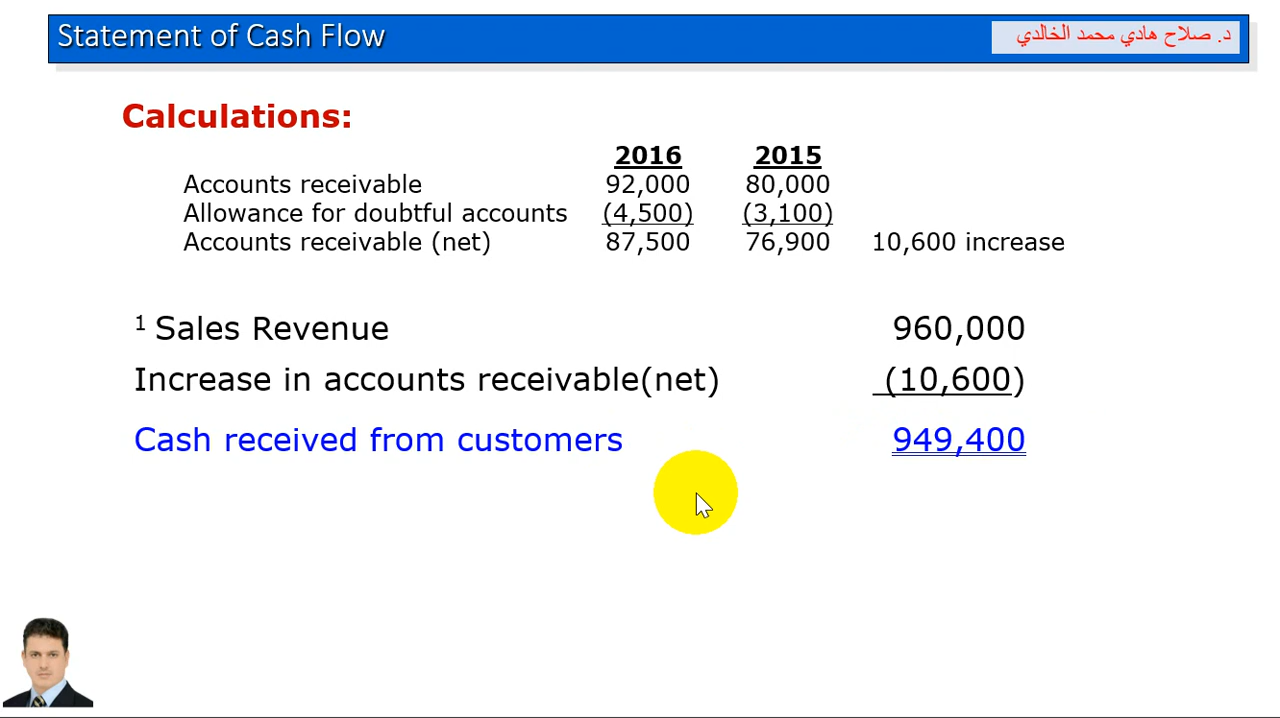 Statement of Cash Flow
د. صلاح هادي محمد الخالدي
Calculations:
2016 2015
Accounts receivable 92,000 80,000
Allowance for doubtful accounts (4,500) (3,100)
Accounts receivable (net) 87,500 76,900 10,600 increase
1 Sales Revenue 960,000
Increase in accounts receivable(net) (10,600)
Cash received from customers 949,400